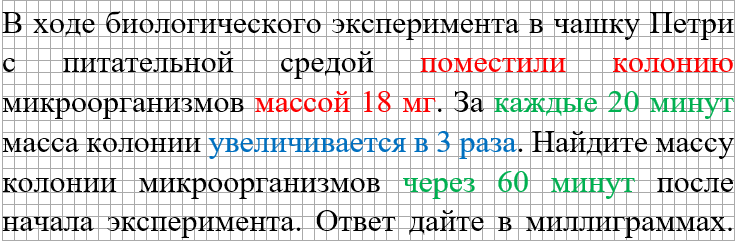 В ходе биологического эксперимента в чашку Петри
с питательной средой поместили колонию
микроорганизмов массой 18 мг. За каждые 20 минут
масса колонии увеличивается в 3 раза. Найдите массу
колонии микроорганизмов через 60 минут после
начала эксперимента. Ответ дайте в миллиграммах.